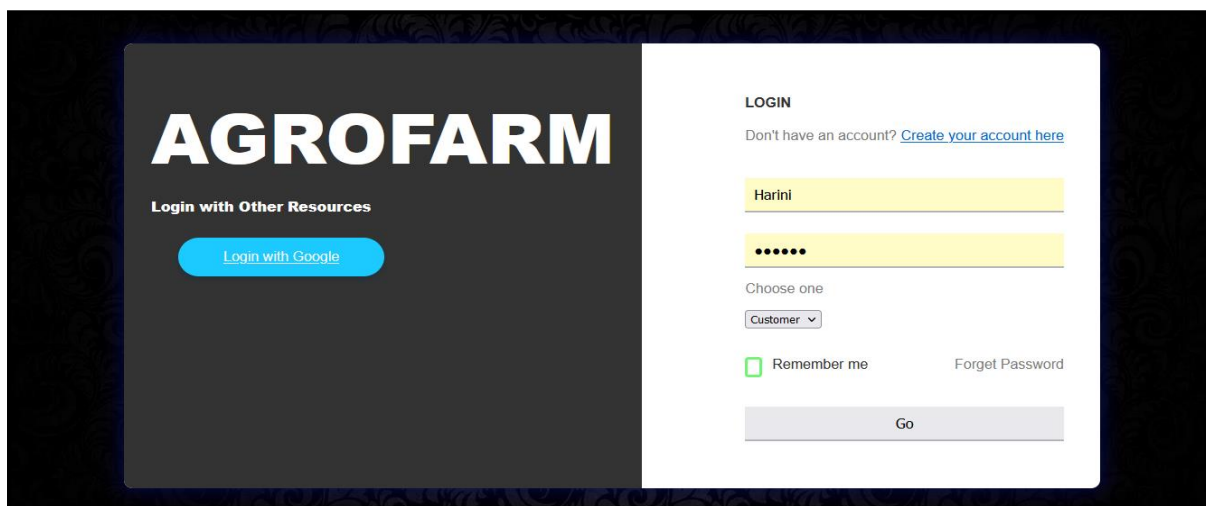 AGROFARM
Login with Other Resources
Login with Google
LOGIN
Don't have an account? Create your account here
Harini
••••••
Choose one
Customer
Remember me
Forget Password
Go